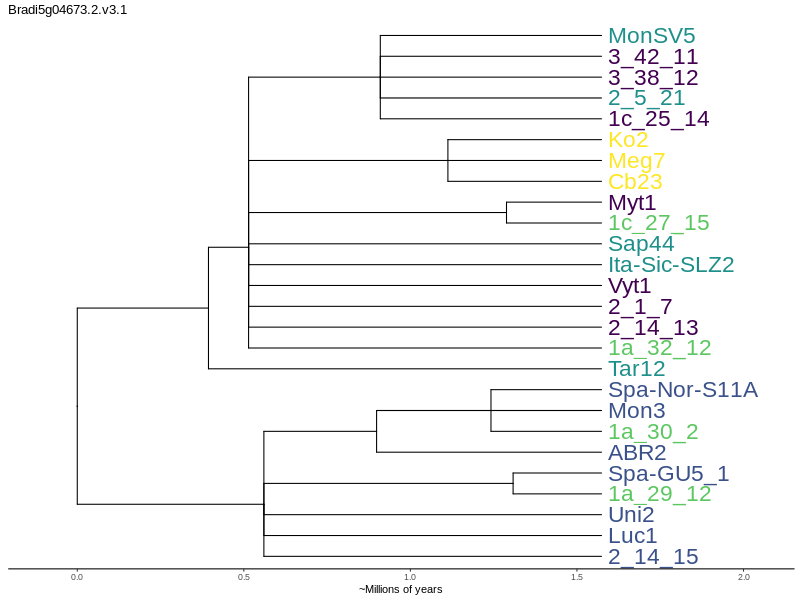 Bradi5g04673.2.v3.1
MonSV5
3_42_11
3_38_12
2_5_21
1c_25_14
Ko2
Meg7
Cb23
Myt1
1c_27_15
Sap44
Ita-Sic-SLZ2
Vyt1
2_1_7
2_14_13
1a_32_12
Tar12
Spa-Nor-S11A
Mon3
1a_30_2
ABR2
Spa-GU5_1
1a_29_12
Uni2
Luc1
2_14_15
0.0 0.5 1.0 1.5 2.0
~Millions of years